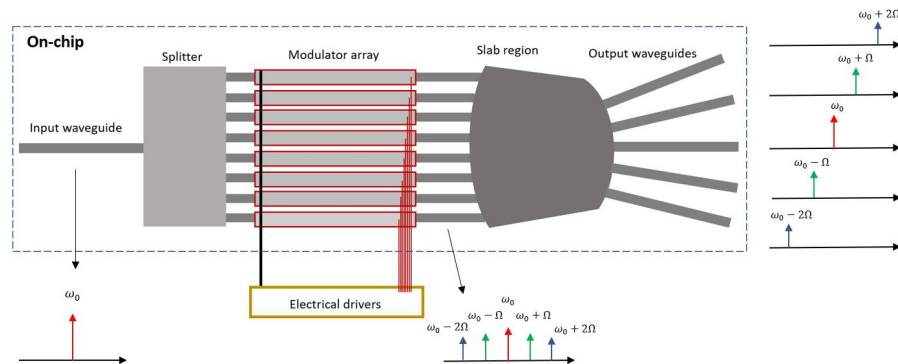 On-chip
Splitter
Modulator array
Slab region
Output waveguides
Input waveguide
Electrical drivers
ω₀
ω₀ − 2Ω
ω₀ − Ω
ω₀
ω₀ + Ω
ω₀ + 2Ω
ω₀ + 2Ω
ω₀ + Ω
ω₀
ω₀ − Ω
ω₀ − 2Ω